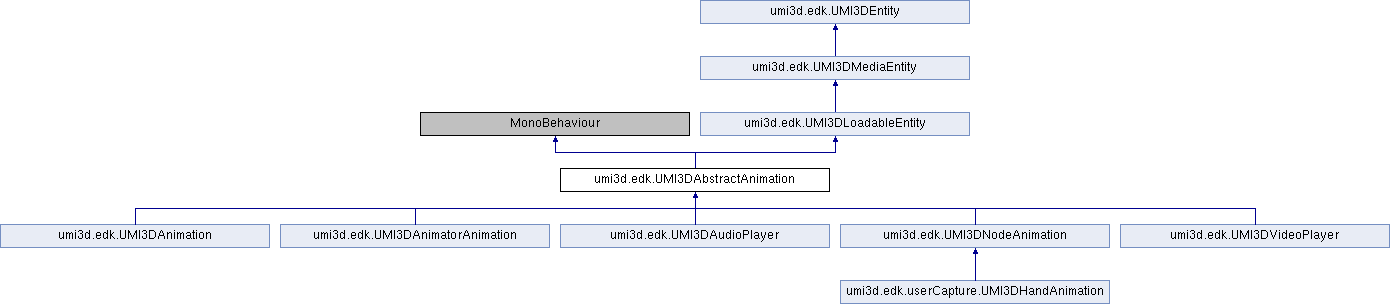 umi3d.edk.UMI3DEntity
umi3d.edk.UMI3DMediaEntity
MonoBehaviour
umi3d.edk.UMI3DLoadableEntity
umi3d.edk.UMI3DAbstractAnimation
umi3d.edk.UMI3DAnimation
umi3d.edk.UMI3DAnimatorAnimation
umi3d.edk.UMI3DAudioPlayer
umi3d.edk.UMI3DNodeAnimation
umi3d.edk.UMI3DVideoPlayer
umi3d.edk.userCapture.UMI3DHandAnimation